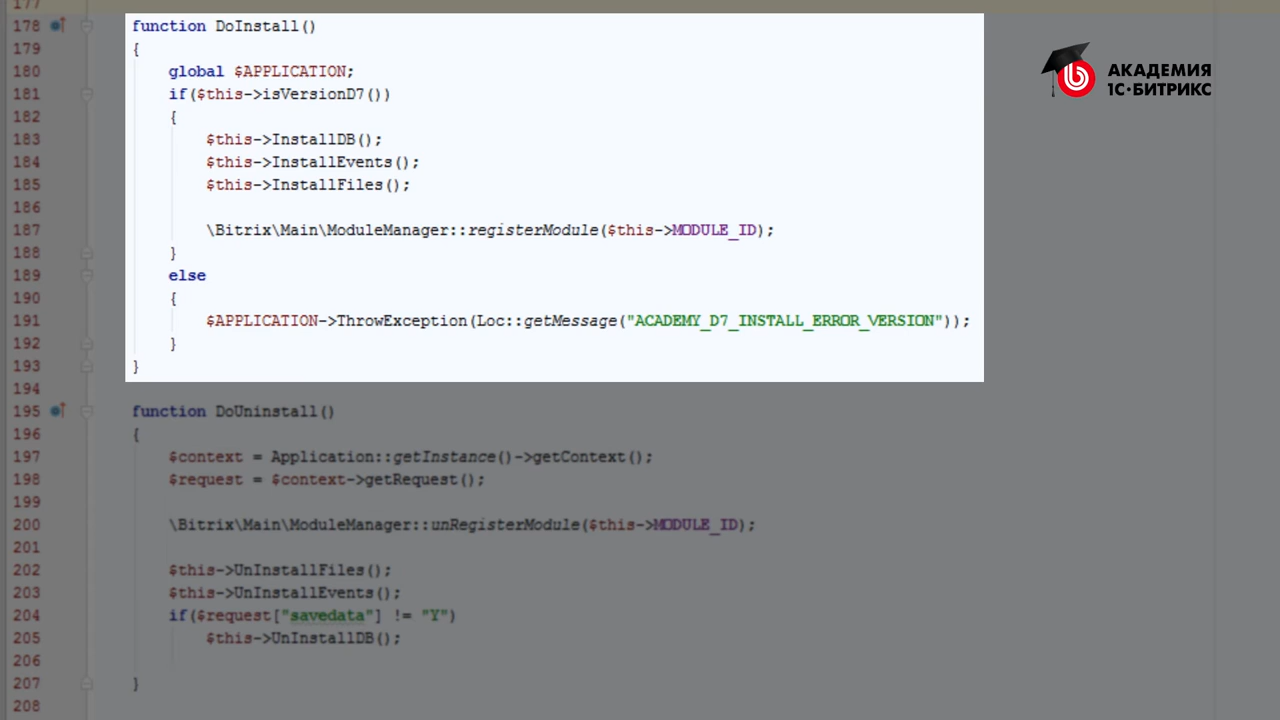 177
178 function DoInstall()
179 {
180 global $APPLICATION;
181 if($this->isVersionD7())
182 {
183 $this->InstallDB();
184 $this->InstallEvents();
185 $this->InstallFiles();
186
187 \Bitrix\Main\ModuleManager::registerModule($this->MODULE_ID);
188 }
189 else
190 {
191 $APPLICATION->ThrowException(Loc::getMessage("ACADEMY_D7_INSTALL_ERROR_VERSION"));
192 }
193 }
194
195 function DoUninstall()
196 {
197 $context = Application::getInstance()->getContext();
198 $request = $context->getRequest();
199
200 \Bitrix\Main\ModuleManager::unRegisterModule($this->MODULE_ID);
201
202 $this->UnInstallFiles();
203 $this->UnInstallEvents();
204 if($request["savedata"] != "Y")
205 $this->UnInstallDB();
206
207 }
208
b
АКАДЕМИЯ
1С·БИТРИКС